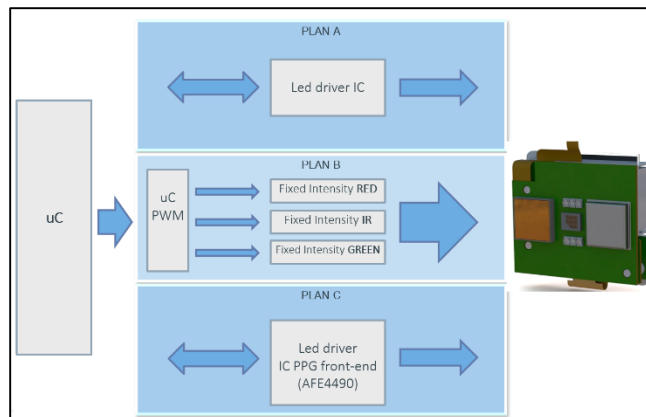 PLAN A
Led driver IC
uC
PLAN B
uC
PWM
Fixed Intensity RED
Fixed Intensity IR
Fixed Intensity GREEN
PLAN C
Led driver
IC PPG front-end
(AFE4490)